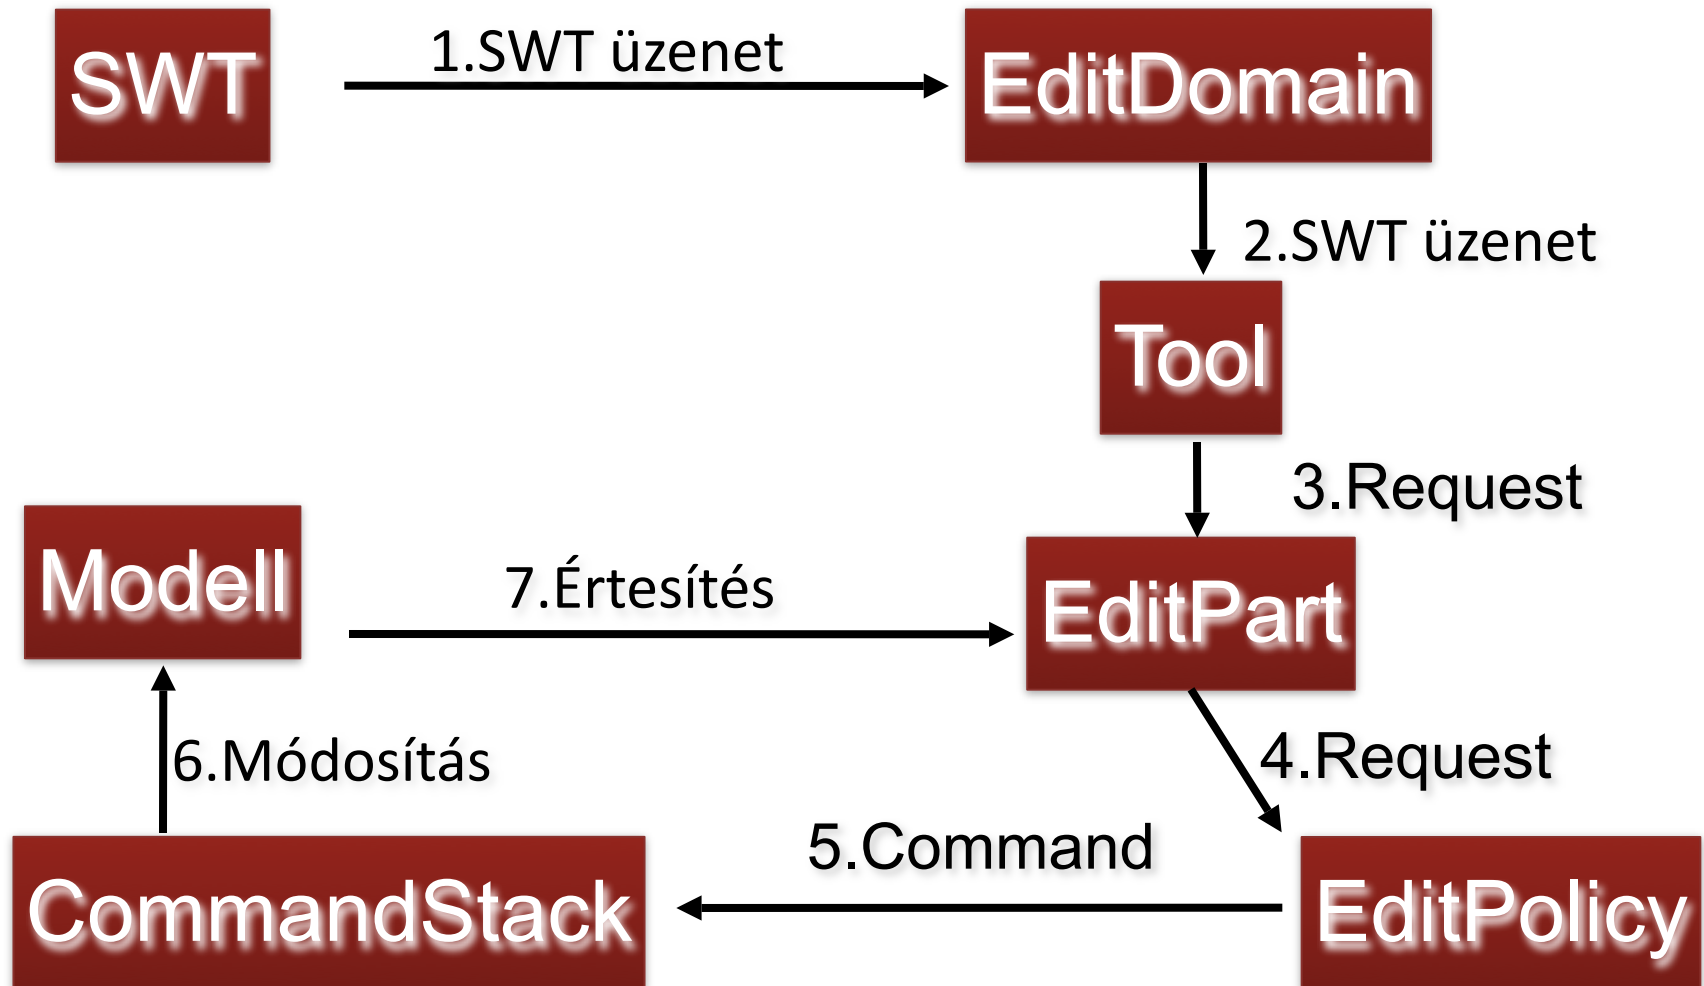 SWT
1.SWT üzenet
EditDomain
2.SWT üzenet
Tool
3.Request
Modell
7.Értesítés
EditPart
6.Módosítás
4.Request
5.Command
CommandStack
EditPolicy